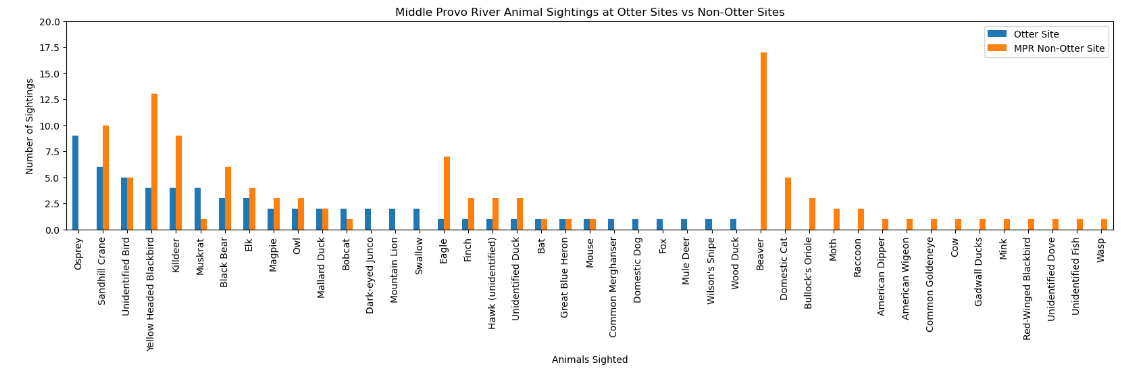 Middle Provo River Animal Sightings at Otter Sites vs Non-Otter Sites
Otter Site
MPR Non-Otter Site
Number of Sightings
20.0
17.5
15.0
12.5
10.0
7.5
5.0
2.5
0.0
Osprey
Sandhill Crane
Unidentified Bird
Yellow Headed Blackbird
Killdeer
Muskrat
Black Bear
Elk
Magpie
Owl
Mallard Duck
Bobcat
Dark-eyed Junco
Mountain Lion
Swallow
Eagle
Finch
Hawk (unidentified)
Unidentified Duck
Bat
Great Blue Heron
Mouse
Common Merghanser
Domestic Dog
Fox
Mule Deer
Wilson's Snipe
Wood Duck
Beaver
Domestic Cat
Bullock's Oriole
Moth
Raccoon
American Dipper
American Wigeon
Common Goldeneye
Cow
Gadwall Ducks
Mink
Red-Winged Blackbird
Unidentified Dove
Unidentified Fish
Wasp
Animals Sighted